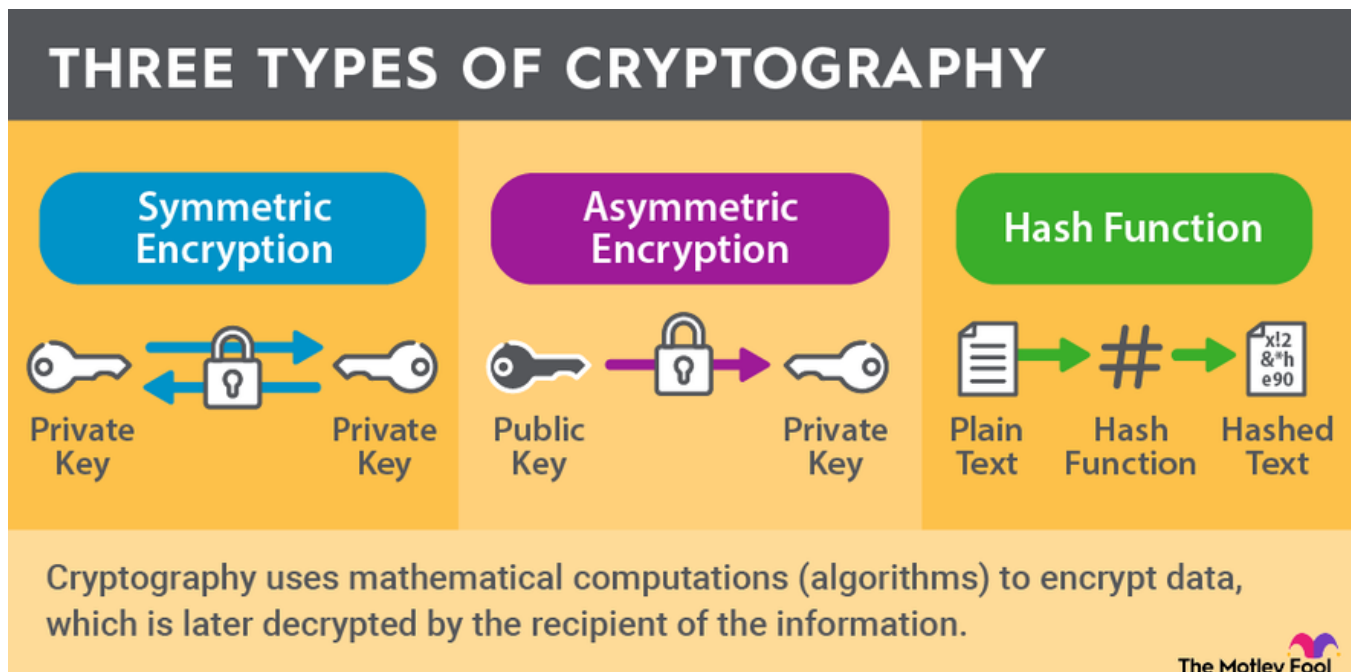 THREE TYPES OF CRYPTOGRAPHY
Symmetric
Encryption
Private
Key
Private
Key
Asymmetric
Encryption
Public
Key
Private
Key
Hash Function
Plain
Text
#
Hash
Function
x!2
&*h
e90
Hashed
Text
Cryptography uses mathematical computations (algorithms) to encrypt data,
which is later decrypted by the recipient of the information.
The Motley Fool